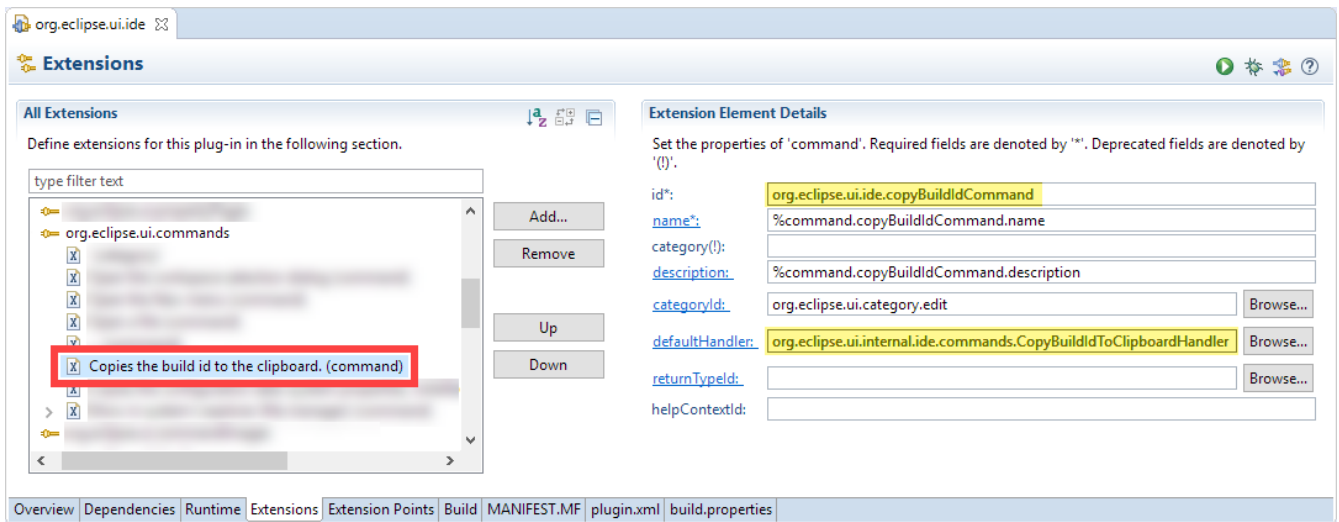 org.eclipse.ui.ide
Extensions
All Extensions
Define extensions for this plug-in in the following section.
type filter text
org.eclipse.ui.commands
Copies the build id to the clipboard. (command)
Add...
Remove
Up
Down
Extension Element Details
Set the properties of 'command'. Required fields are denoted by '*'. Deprecated fields are denoted by
'(!)'.
id*: org.eclipse.ui.ide.copyBuildIdCommand
name*: %command.copyBuildIdCommand.name
category(!):
description: %command.copyBuildIdCommand.description
categoryId: org.eclipse.ui.category.edit Browse...
defaultHandler: org.eclipse.ui.internal.ide.commands.CopyBuildIdToClipboardHandler Browse...
returnTypeId: Browse...
helpContextId:
Overview Dependencies Runtime Extensions Extension Points Build MANIFEST.MF plugin.xml build.properties